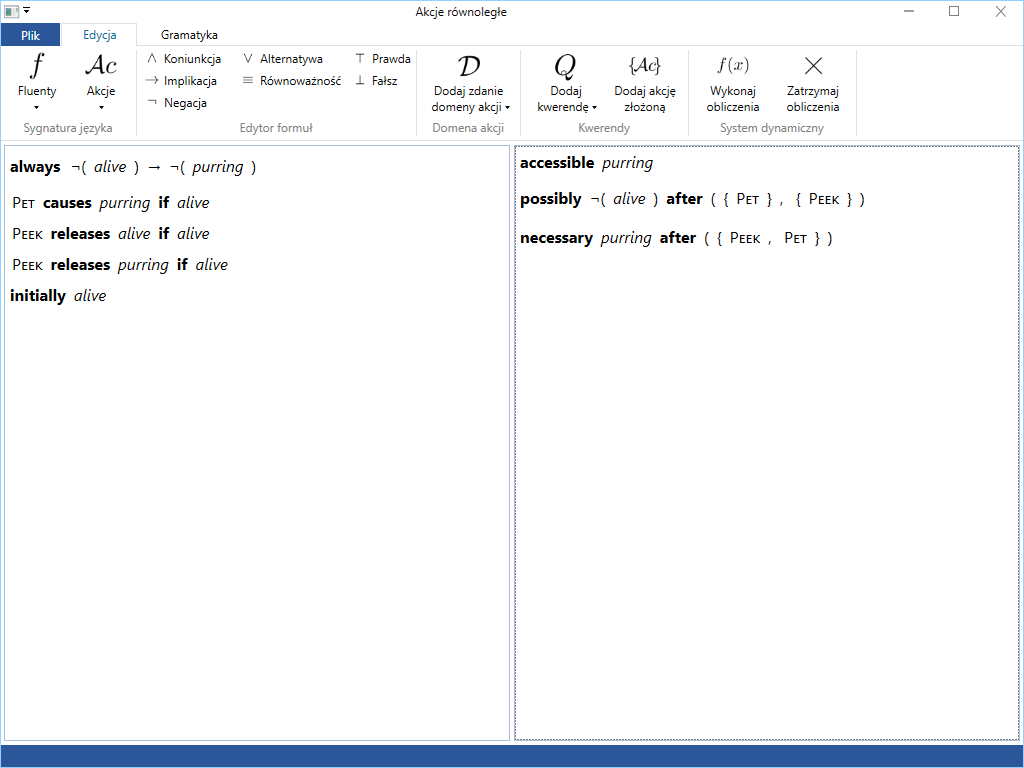 Akcje równoległe
Plik Edycja Gramatyka
f Ac ∧ Koniunkcja ∨ Alternatywa ⊤ Prawda D Q {Ac} f(x)
Fluenty Akcje → Implikacja ≡ Równoważność ⊥ Fałsz Dodaj zdanie Dodaj Dodaj akcję Wykonaj Zatrzymaj
¬ Negacja domeny akcji kwerendę złożoną obliczenia obliczenia
Sygnatura języka Edytor formuł Domena akcji Kwerendy System dynamiczny
always ¬( alive ) → ¬( purring )
PET causes purring if alive
PEEK releases alive if alive
PEEK releases purring if alive
initially alive
accessible purring
possibly ¬( alive ) after ( { PET } , { PEEK } )
necessary purring after ( { PEEK , PET } )